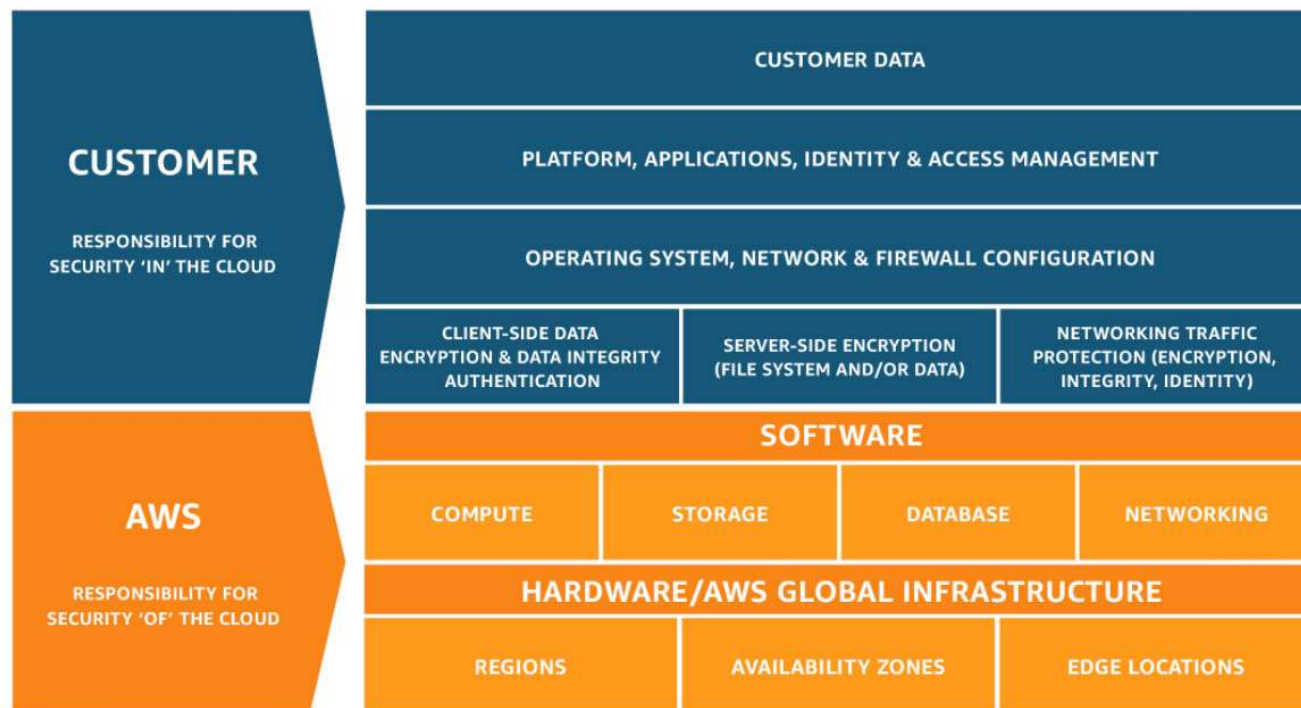 CUSTOMER
RESPONSIBILITY FOR
SECURITY ‘IN’ THE CLOUD
CUSTOMER DATA
PLATFORM, APPLICATIONS, IDENTITY & ACCESS MANAGEMENT
OPERATING SYSTEM, NETWORK & FIREWALL CONFIGURATION
CLIENT-SIDE DATA
ENCRYPTION & DATA INTEGRITY
AUTHENTICATION
SERVER-SIDE ENCRYPTION
(FILE SYSTEM AND/OR DATA)
NETWORKING TRAFFIC
PROTECTION (ENCRYPTION,
INTEGRITY, IDENTITY)
AWS
RESPONSIBILITY FOR
SECURITY ‘OF’ THE CLOUD
SOFTWARE
COMPUTE
STORAGE
DATABASE
NETWORKING
HARDWARE/AWS GLOBAL INFRASTRUCTURE
REGIONS
AVAILABILITY ZONES
EDGE LOCATIONS